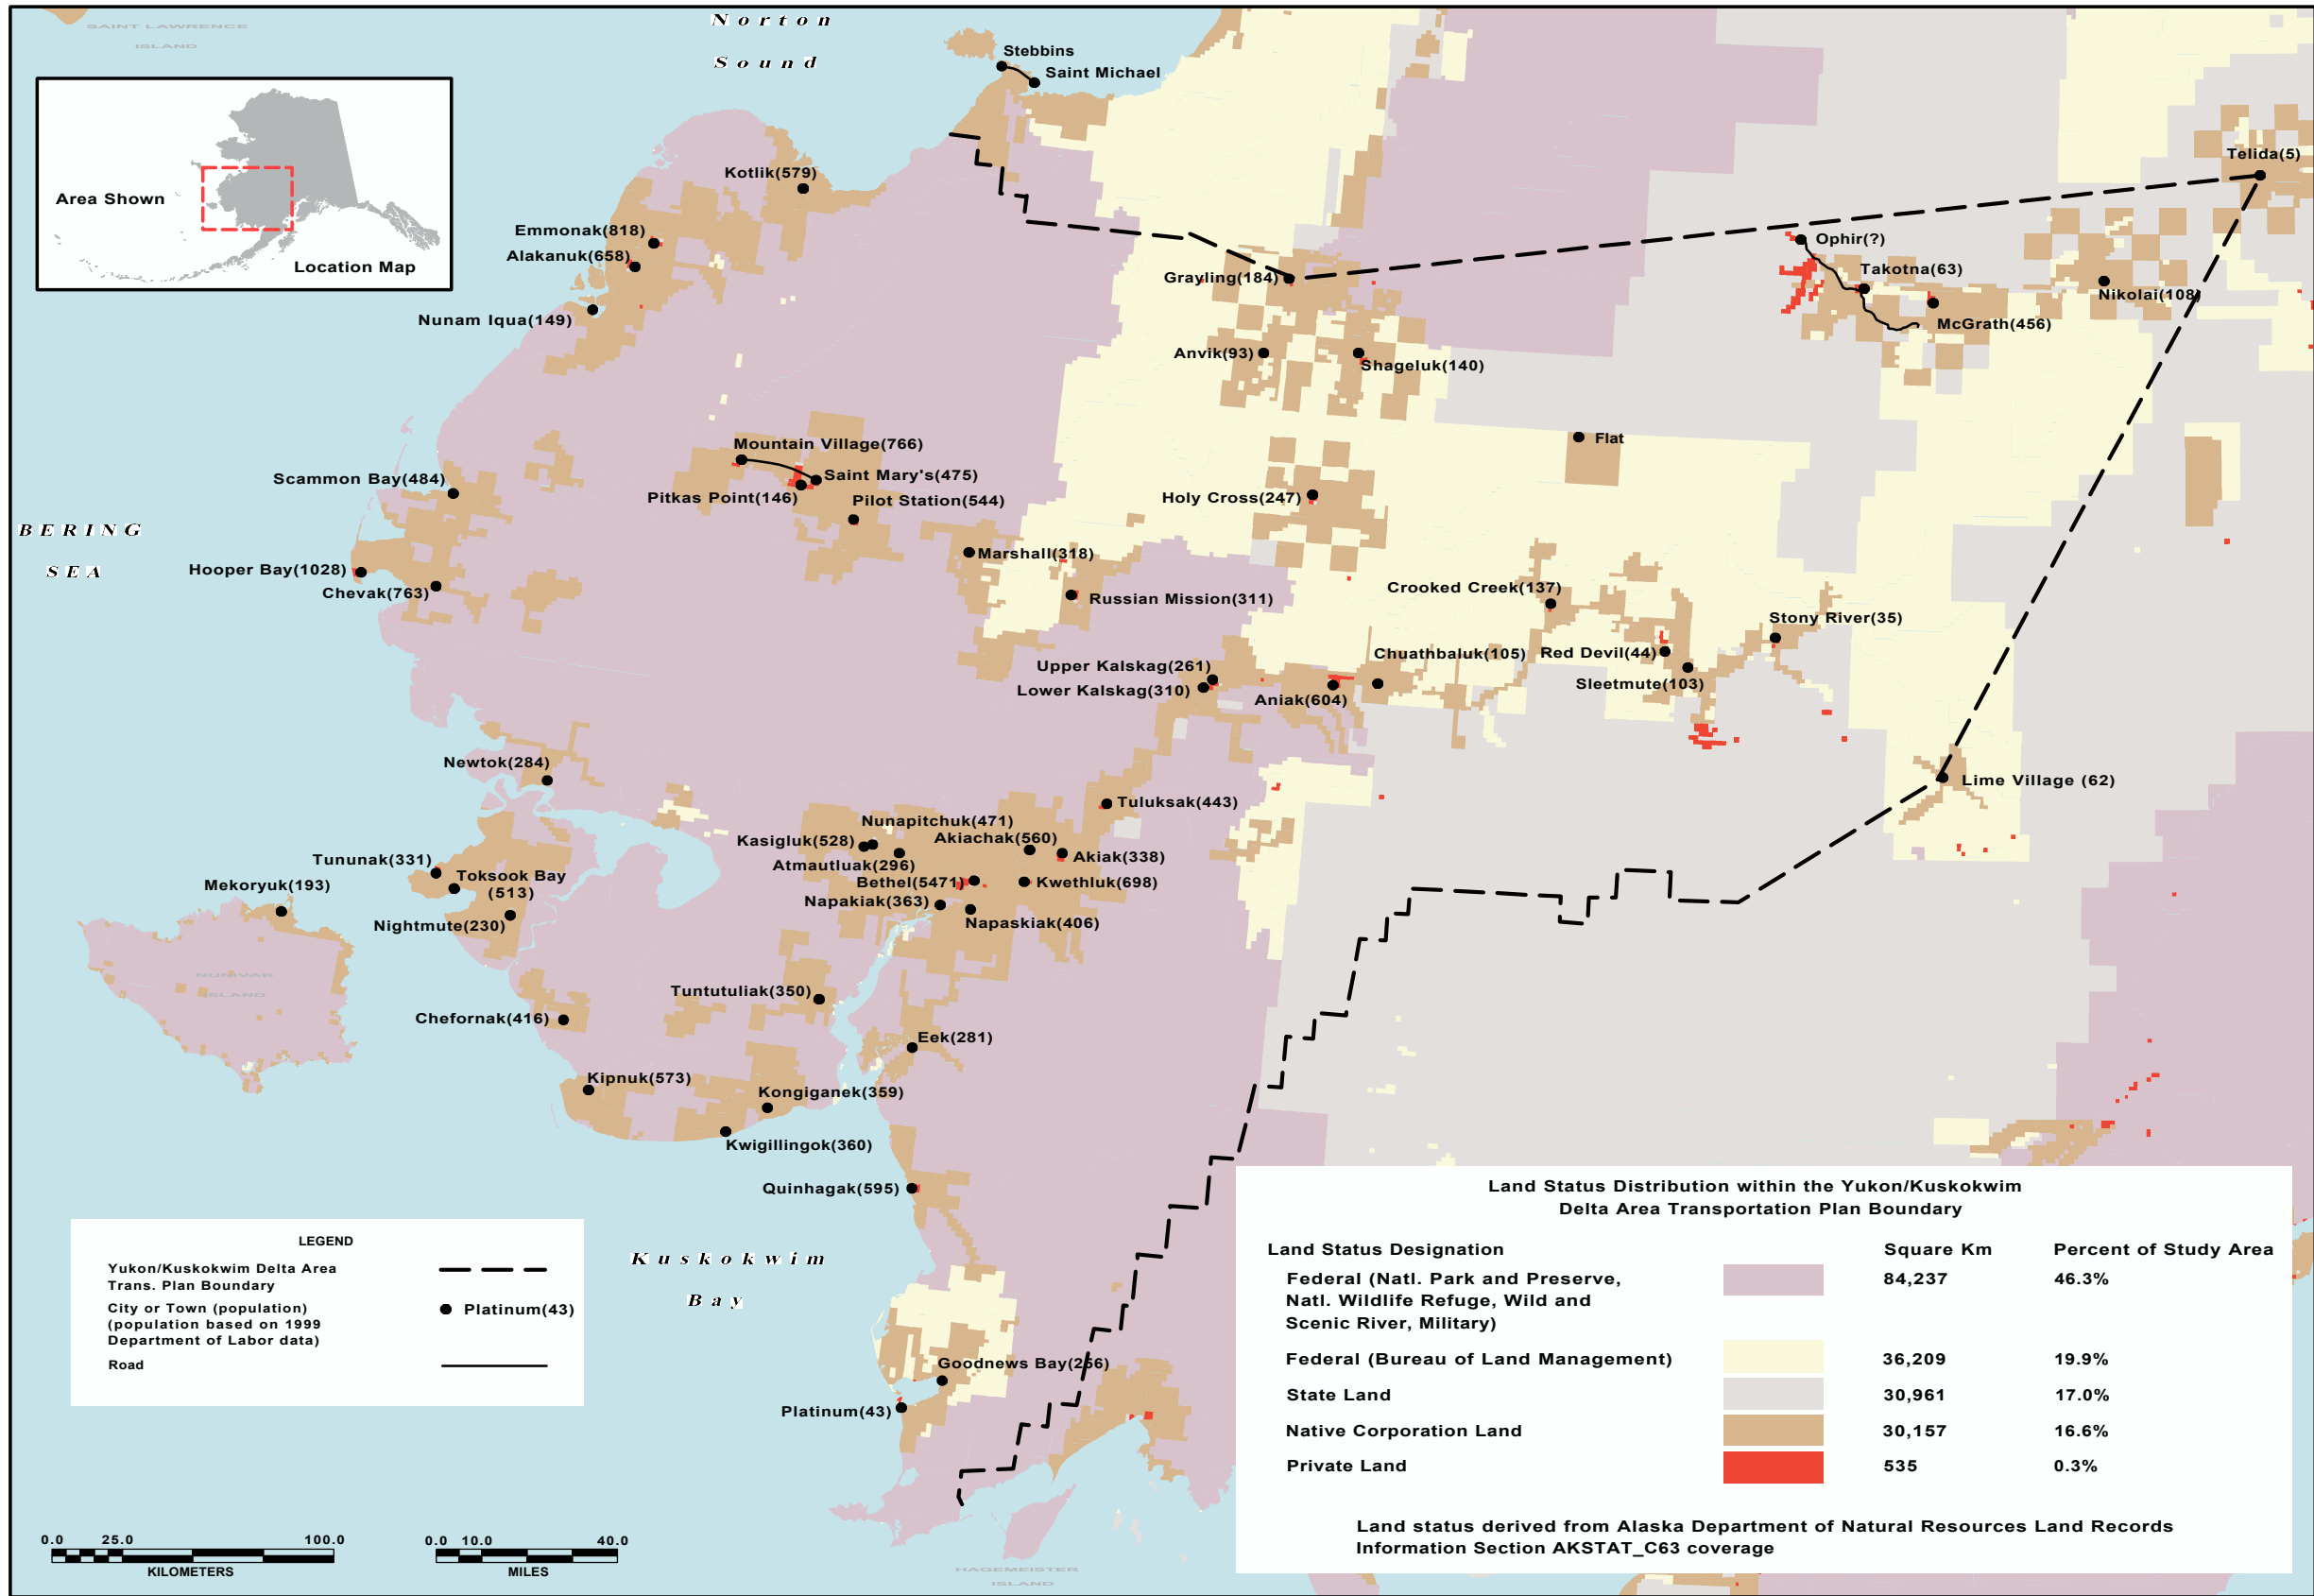 SAINT LAWRENCE
ISLAND
Norton
Sound
Stebbins
Saint Michael
Area Shown
Location Map
Kotlik(579)
Emmonak(818)
Alakanuk(658)
Nunam Iqua(149)
Telida(5)
Ophir(?)
Takotna(63)
Nikolai(108)
McGrath(456)
Grayling(184)
Anvik(93)
Shageluk(140)
Flat
Mountain Village(766)
Saint Mary's(475)
Pitkas Point(146)
Pilot Station(544)
Scammon Bay(484)
Holy Cross(247)
BERING
SEA
Marshall(318)
Hooper Bay(1028)
Chevak(763)
Russian Mission(311)
Crooked Creek(137)
Stony River(35)
Chuathbaluk(105)
Red Devil(44)
Sleetmute(103)
Upper Kalskag(261)
Lower Kalskag(310)
Aniak(604)
Newtok(284)
Lime Village (62)
Tuluksak(443)
Nunapitchuk(471)
Kasigluk(528)
Akiachak(560)
Atmautluak(296)
Akiak(338)
Tununak(331)
Toksook Bay
(513)
Mekoryuk(193)
Bethel(5471)
Kwethluk(698)
Napakiak(363)
Napaskiak(406)
Nightmute(230)
NUNIVAK
ISLAND
Tuntutuliak(350)
Chefornak(416)
Eek(281)
Kipnuk(573)
Kongiganek(359)
Kwigillingok(360)
Quinhagak(595)
Kuskokwim
Bay
Goodnews Bay(256)
Platinum(43)
HAGEMEISTER
ISLAND
LEGEND
Yukon/Kuskokwim Delta Area
Trans. Plan Boundary
City or Town (population)
(population based on 1999
Department of Labor data)
Platinum(43)
Road
0.0 25.0 100.0
KILOMETERS
0.0 10.0 40.0
MILES
Land Status Distribution within the Yukon/Kuskokwim
Delta Area Transportation Plan Boundary
Land Status Designation Square Km Percent of Study Area
Federal (Natl. Park and Preserve, 84,237 46.3%
Natl. Wildlife Refuge, Wild and
Scenic River, Military)
Federal (Bureau of Land Management) 36,209 19.9%
State Land 30,961 17.0%
Native Corporation Land 30,157 16.6%
Private Land 535 0.3%
Land status derived from Alaska Department of Natural Resources Land Records
Information Section AKSTAT_C63 coverage